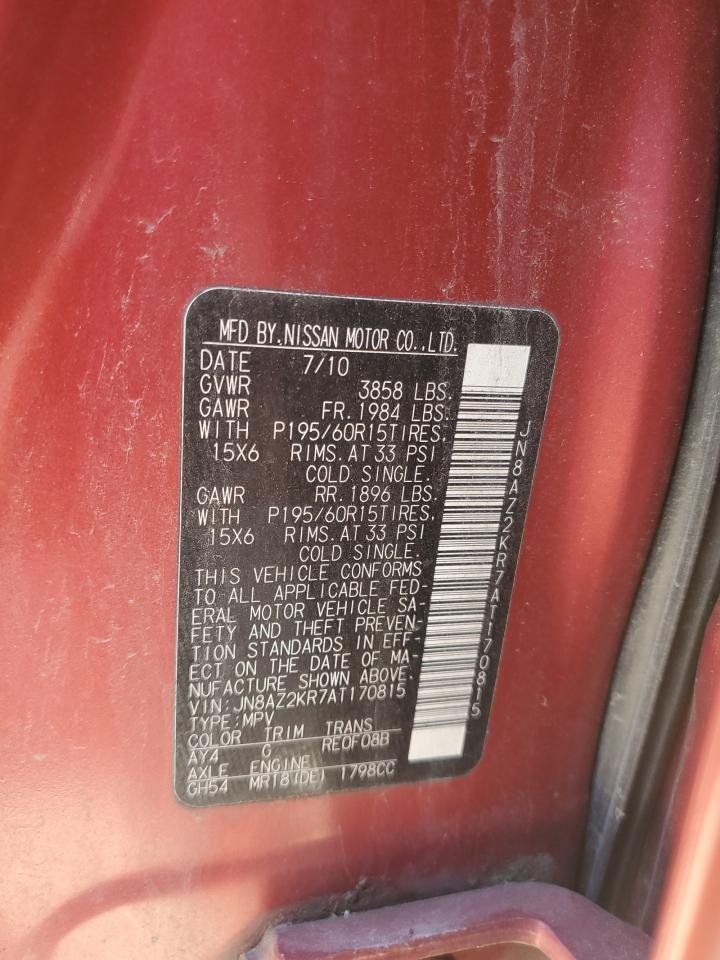 MFD BY.NISSAN MOTOR CO.,LTD.
DATE 7/10
GVWR 3858 LBS.
GAWR FR.1984 LBS.
WITH P195/60R15TIRES,
15X6 RIMS.AT 33 PSI
COLD SINGLE.
GAWR RR.1896 LBS.
WITH P195/60R15TIRES,
15X6 RIMS.AT 33 PSI
COLD SINGLE.
THIS VEHICLE CONFORMS
TO ALL APPLICABLE FED-
ERAL MOTOR VEHICLE SA-
FETY AND THEFT PREVEN-
TION STANDARDS IN EFF-
ECT ON THE DATE OF MA-
NUFACTURE SHOWN ABOVE.
VIN:JN8AZ2KR7AT170815
TYPE:MPV
COLOR TRIM TRANS
AY4 G RE0F08B
AXLE ENGINE
GH54 MR18(DE) 1798CC
JN8AZ2KR7AT170815